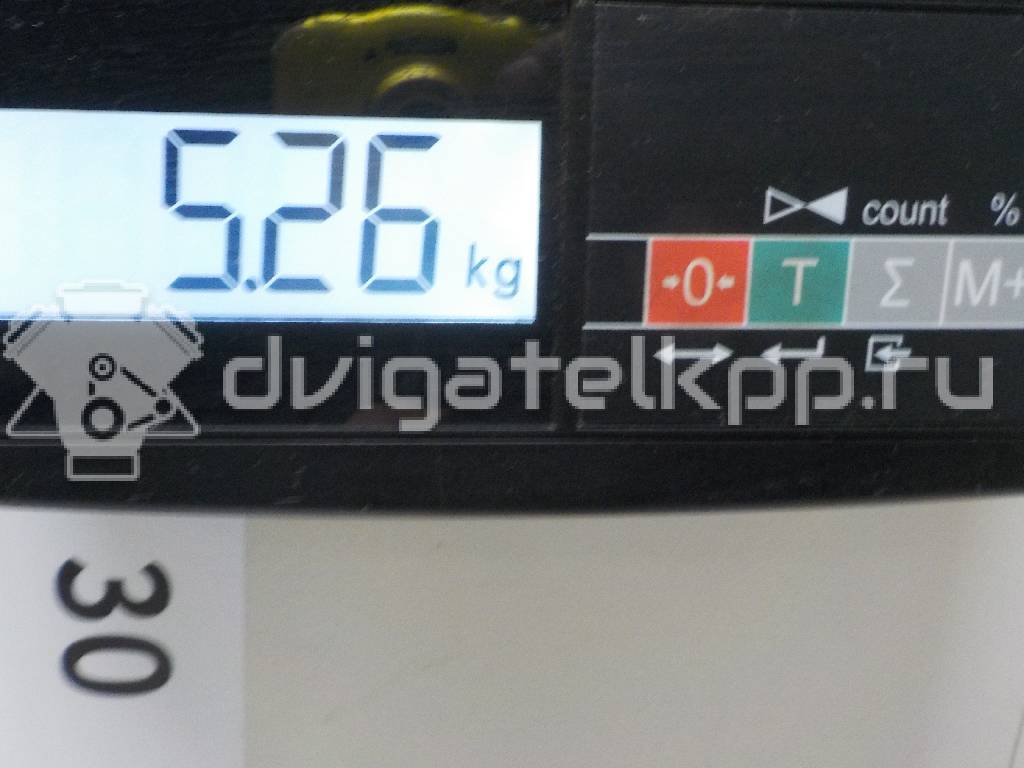 5.26 kg
count %
→0← T Σ M+
dvigatelkpp.ru
30